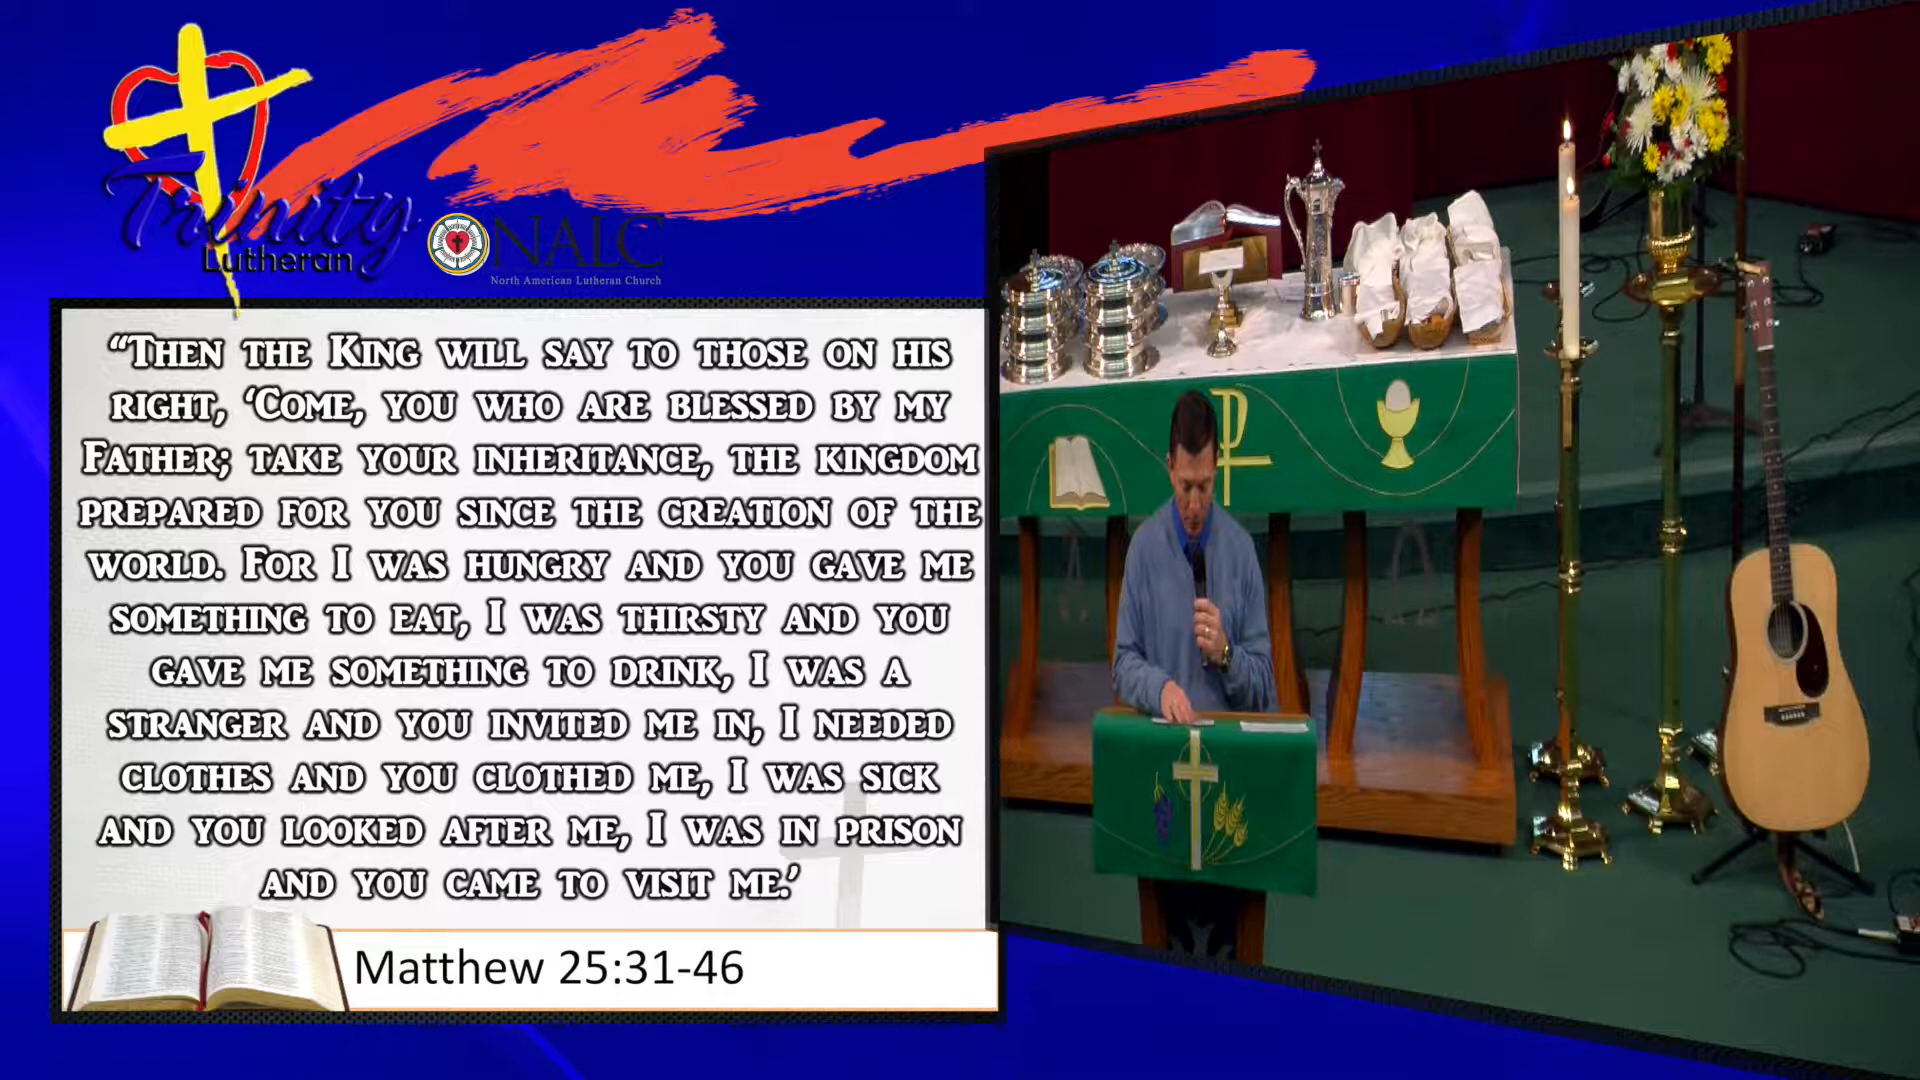 Trinity
Lutheran
NALC
North American Lutheran Church
“Then the King will say to those on his
right, ‘Come, you who are blessed by my
Father; take your inheritance, the kingdom
prepared for you since the creation of the
world. For I was hungry and you gave me
something to eat, I was thirsty and you
gave me something to drink, I was a
stranger and you invited me in, I needed
clothes and you clothed me, I was sick
and you looked after me, I was in prison
and you came to visit me.’
Matthew 25:31-46